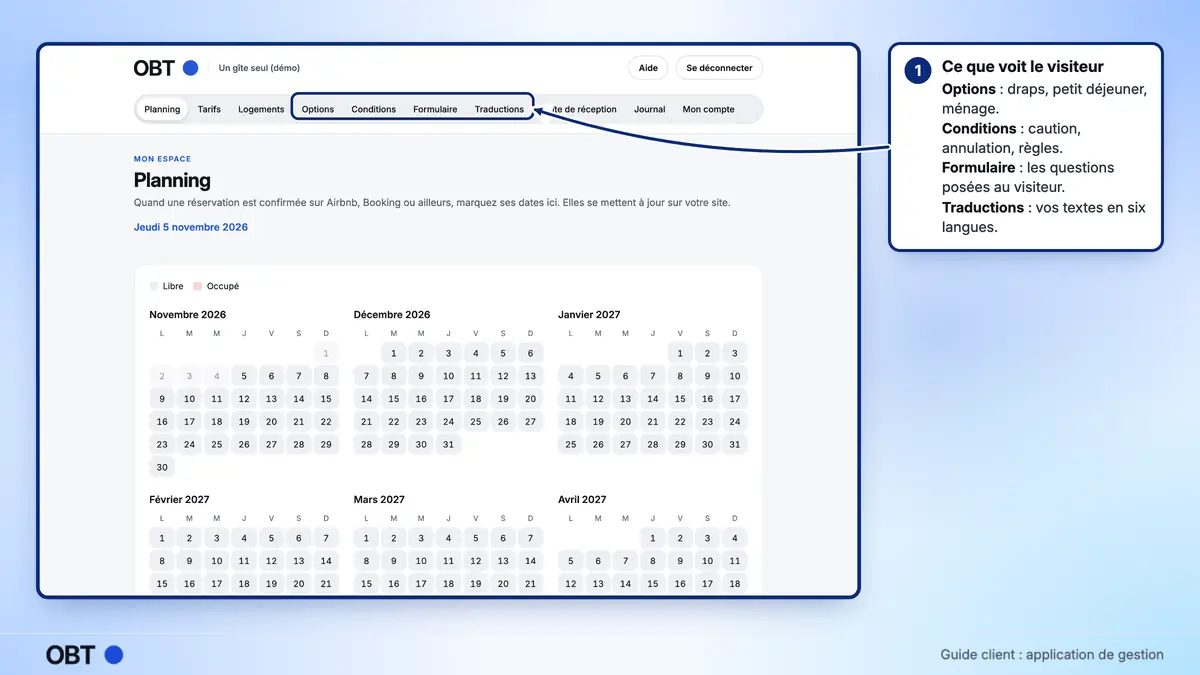 OBT
Un gîte seul (démo)
Aide
Se déconnecter
Planning Tarifs Logements Options Conditions Formulaire Traductions de réception Journal Mon compte
MON ESPACE
Planning
Quand une réservation est confirmée sur Airbnb, Booking ou ailleurs, marquez ses dates ici. Elles se mettent à jour sur votre site.
Jeudi 5 novembre 2026
Libre Occupé
Novembre 2026
L M M J V S D
1
2 3 4 5 6 7 8
9 10 11 12 13 14 15
16 17 18 19 20 21 22
23 24 25 26 27 28 29
30
Décembre 2026
L M M J V S D
1 2 3 4 5 6
7 8 9 10 11 12 13
14 15 16 17 18 19 20
21 22 23 24 25 26 27
28 29 30 31
Janvier 2027
L M M J V S D
1 2 3
4 5 6 7 8 9 10
11 12 13 14 15 16 17
18 19 20 21 22 23 24
25 26 27 28 29 30 31
Février 2027
L M M J V S D
1 2 3 4 5 6 7
8 9 10 11 12 13 14
15 16 17 18 19 20 21
Mars 2027
L M M J V S D
1 2 3 4 5 6 7
8 9 10 11 12 13 14
15 16 17 18 19 20 21
Avril 2027
L M M J V S D
1 2 3 4
5 6 7 8 9 10 11
12 13 14 15 16 17 18
1 Ce que voit le visiteur
Options : draps, petit déjeuner,
ménage.
Conditions : caution,
annulation, règles.
Formulaire : les questions
posées au visiteur.
Traductions : vos textes en six
langues.
OBT
Guide client : application de gestion